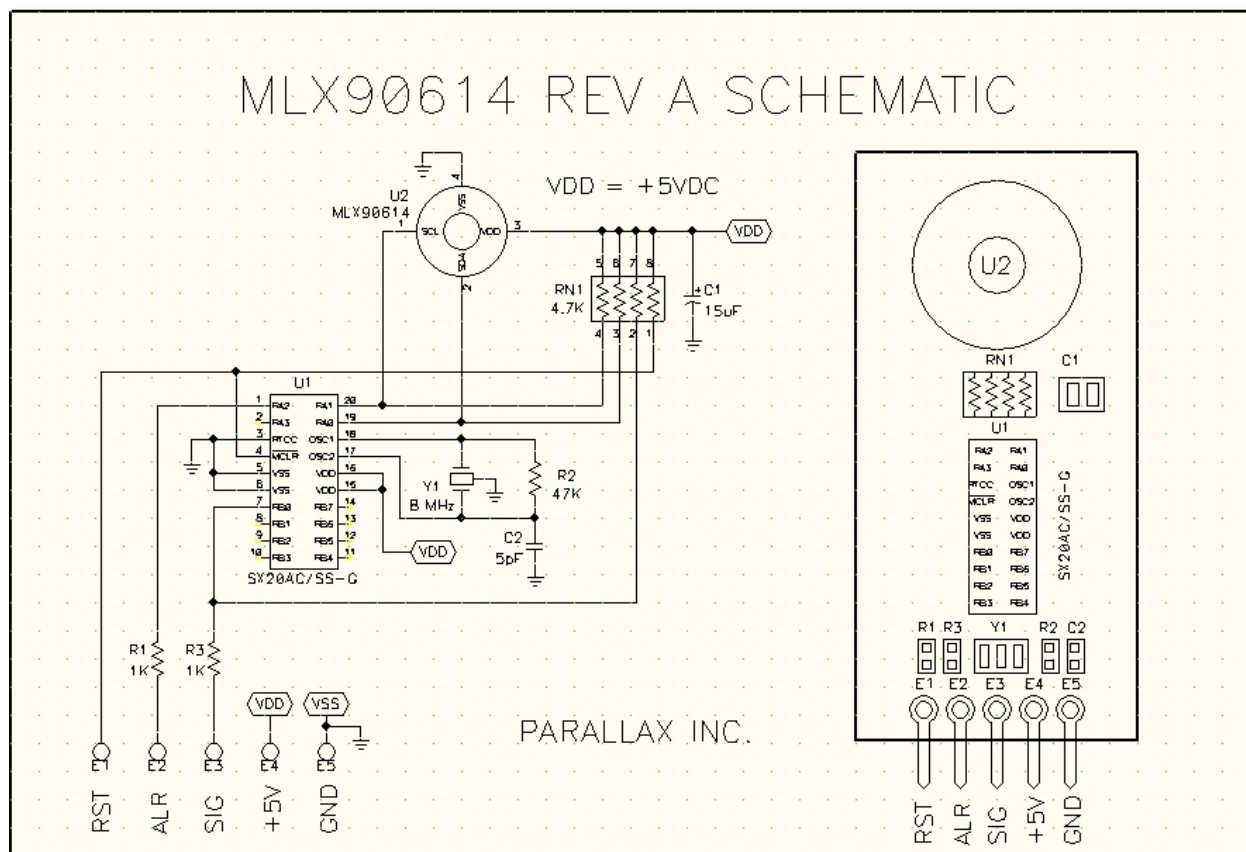 MLX90614 REV A SCHEMATIC
VDD = +5VDC
U2
MLX90614
1
SCL
4
VSS
VDD
3
SDA
2
VDD
5 6 7 8
RN1
4.7K
4 3 2 1
+
C1
15uF
U1
1 RA2 RA1 20
2 RA3 RA0 19
3 RTCC OSC1 18
4 MCLR OSC2 17
5 VSS VDD 16
6 VSS VDD 15
7 RB0 RB7 14
8 RB1 RB6 13
9 RB2 RB5 12
10 RB3 RB4 11
SX20AC/SS-G
Y1
8 MHz
R2
47K
C2
5pF
VDD
R1
1K
R3
1K
VDD
VSS
E1 E2 E3 E4 E5
RST ALR SIG +5V GND
PARALLAX INC.
U2
RN1
C1
U1
RA2 RA1
RA3 RA0
RTCC OSC1
MCLR OSC2
VSS VDD
VSS VDD
RB0 RB7
RB1 RB6
RB2 RB5
RB3 RB4
SX20AC/SS-G
R1 R3 Y1 R2 C2
E1 E2 E3 E4 E5
RST ALR SIG +5V GND